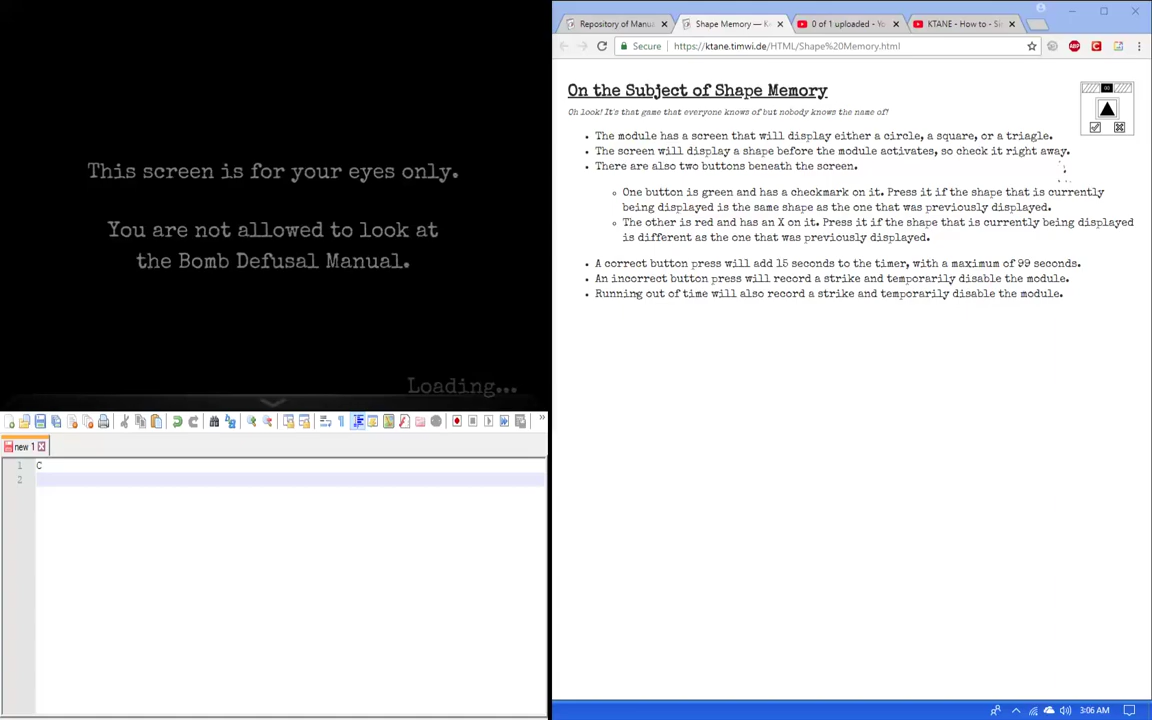 This screen is for your eyes only.
You are not allowed to look at
the Bomb Defusal Manual.
Loading...
new 1
1 C
2
Repository of Manua
Shape Memory — K
0 of 1 uploaded - Yo
KTANE - How to - Si
Secure
https://ktane.timwi.de/HTML/Shape%20Memory.html
On the Subject of Shape Memory
Oh look! It's that game that everyone knows of but nobody knows the name of!
• The module has a screen that will display either a circle, a square, or a triagle.
• The screen will display a shape before the module activates, so check it right away.
• There are also two buttons beneath the screen.
◦ One button is green and has a checkmark on it. Press it if the shape that is currently
being displayed is the same shape as the one that was previously displayed.
◦ The other is red and has an X on it. Press it if the shape that is currently being displayed
is different as the one that was previously displayed.
• A correct button press will add 15 seconds to the timer, with a maximum of 99 seconds.
• An incorrect button press will record a strike and temporarily disable the module.
• Running out of time will also record a strike and temporarily disable the module.
3:06 AM